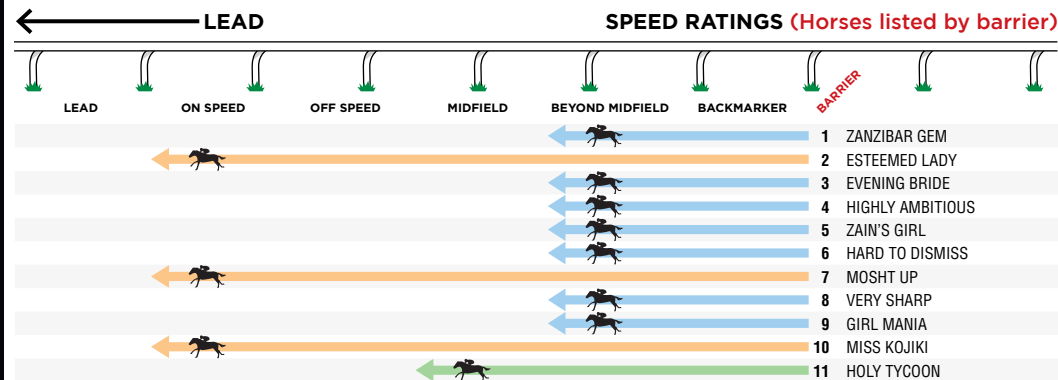 LEAD SPEED RATINGS (Horses listed by barrier)
LEAD ON SPEED OFF SPEED MIDFIELD BEYOND MIDFIELD BACKMARKER BARRIER
1 ZANZIBAR GEM
2 ESTEEMED LADY
3 EVENING BRIDE
4 HIGHLY AMBITIOUS
5 ZAIN'S GIRL
6 HARD TO DISMISS
7 MOSHT UP
8 VERY SHARP
9 GIRL MANIA
10 MISS KOJIKI
11 HOLY TYCOON